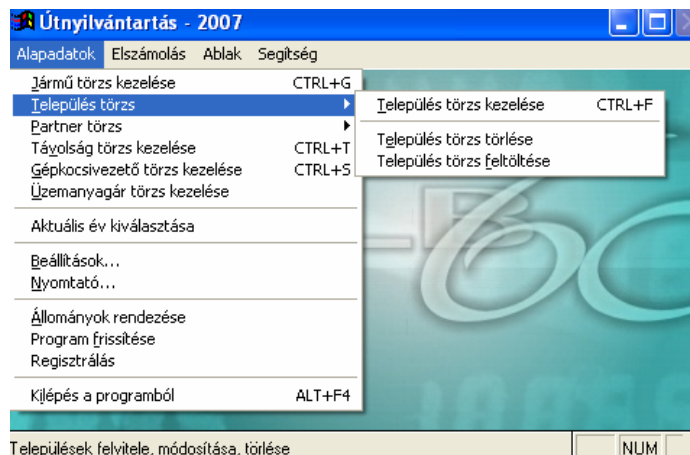 Útnyilvántartás - 2007
Alapadatok Elszámolás Ablak Segítség
Jármű törzs kezelése CTRL+G
Település törzs
Partner törzs
Távolság törzs kezelése CTRL+T
Gépkocsivezető törzs kezelése CTRL+S
Üzemanyagár törzs kezelése
Aktuális év kiválasztása
Beállítások...
Nyomtató...
Állományok rendezése
Program frissítése
Regisztrálás
Kilépés a programból ALT+F4
Település törzs kezelése CTRL+F
Település törzs törlése
Település törzs feltöltése
Települések felvitele, módosítása, törlése NUM